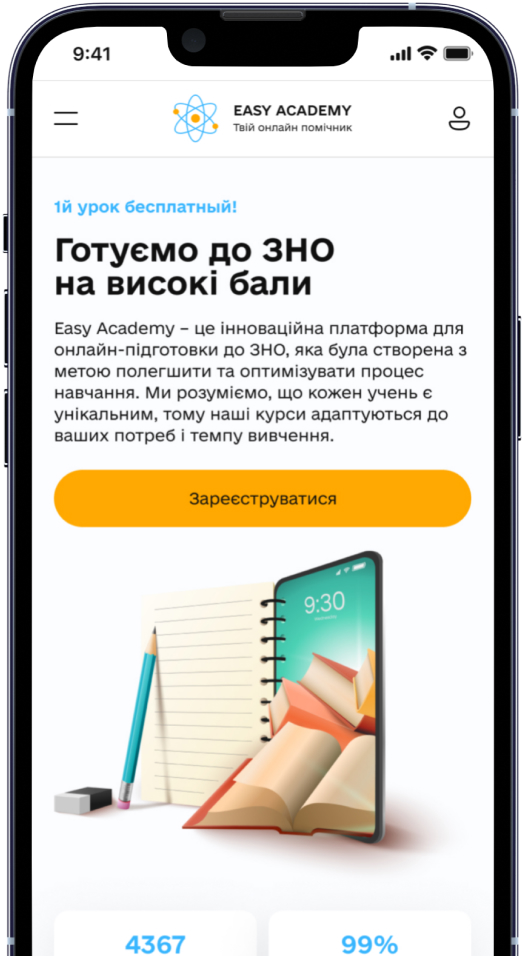 9:41
EASY ACADEMY
Твій онлайн помічник
1й урок бесплатный!
Готуємо до ЗНО
на високі бали
Easy Academy – це інноваційна платформа для
онлайн-підготовки до ЗНО, яка була створена з
метою полегшити та оптимізувати процес
навчання. Ми розуміємо, що кожен учень є
унікальним, тому наші курси адаптуються до
ваших потреб і темпу вивчення.
Зареєструватися
9:30
4367
99%